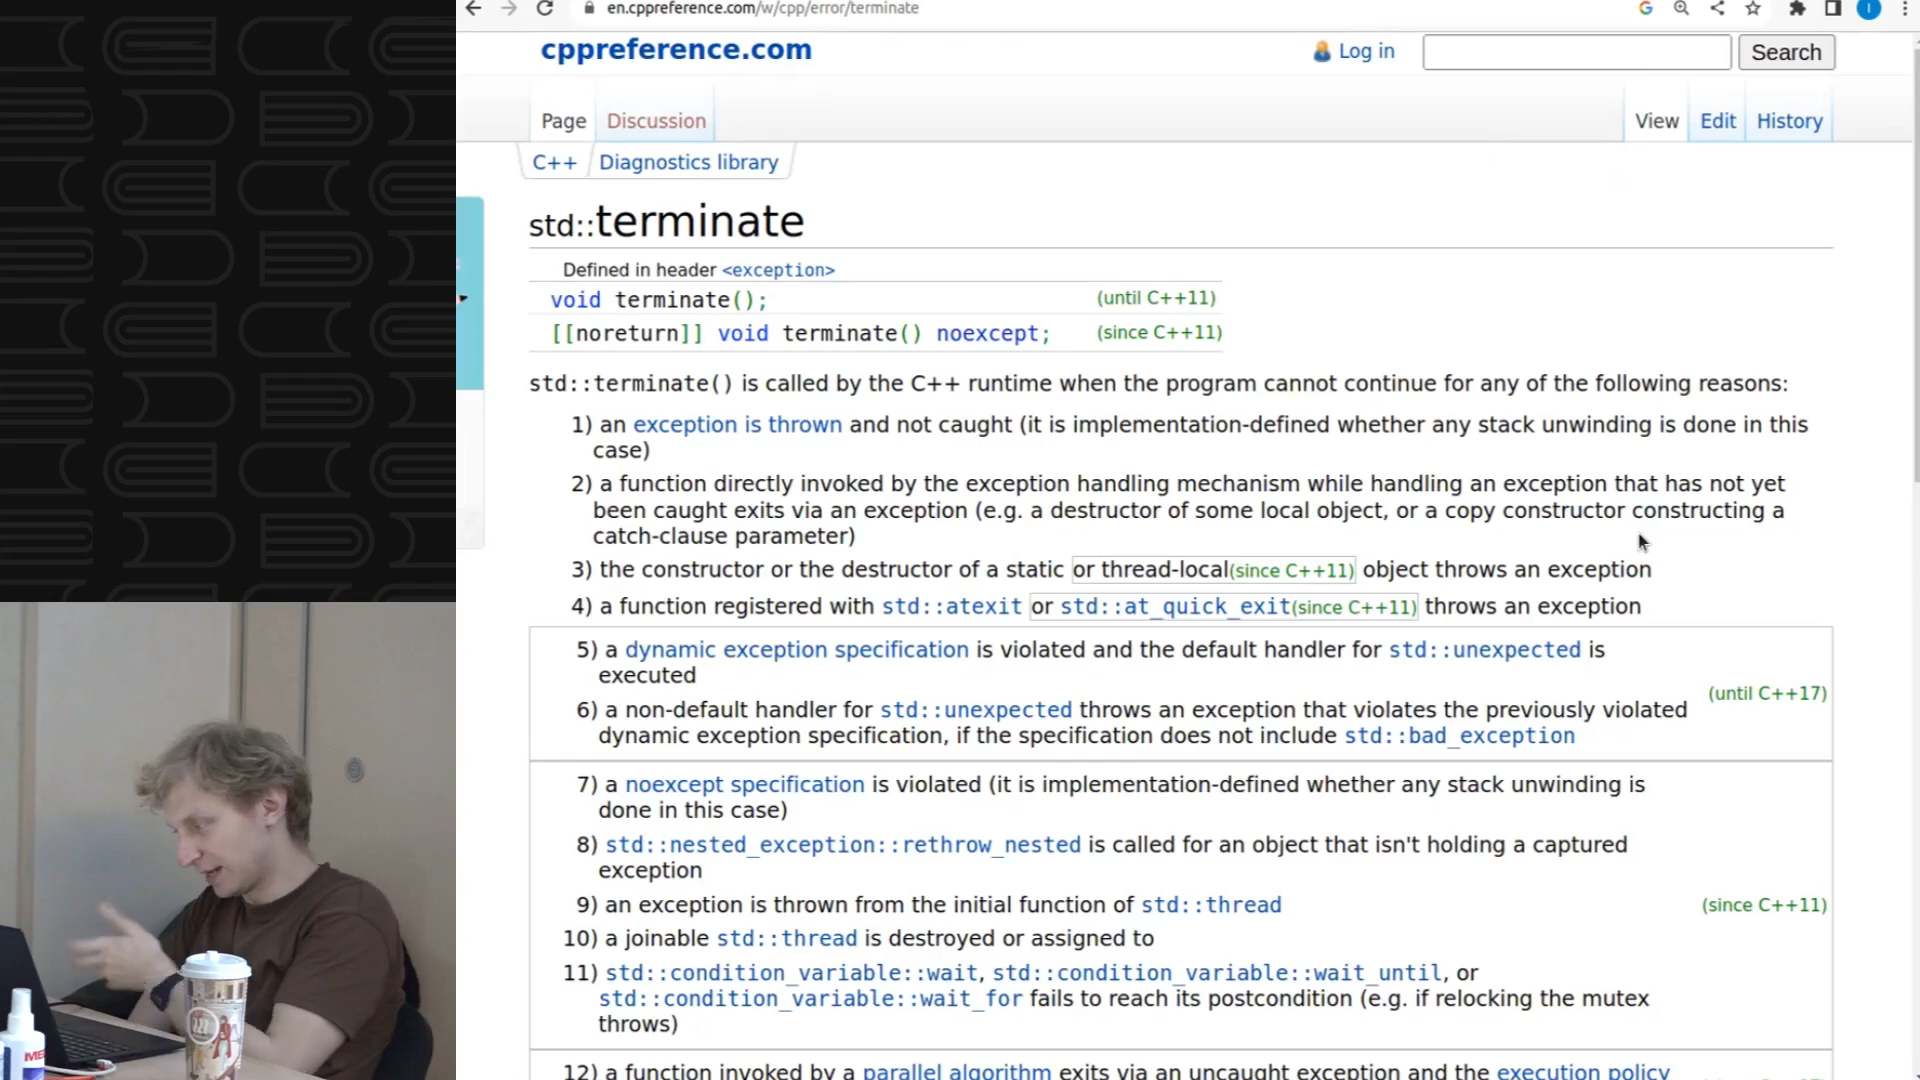 en.cppreference.com/w/cpp/error/terminate
cppreference.com
Log in
Search
Page
Discussion
View
Edit
History
C++
Diagnostics library
std::terminate
Defined in header <exception>
void terminate();
(until C++11)
[[noreturn]] void terminate() noexcept;
(since C++11)
std::terminate() is called by the C++ runtime when the program cannot continue for any of the following reasons:
1) an exception is thrown and not caught (it is implementation-defined whether any stack unwinding is done in this
case)
2) a function directly invoked by the exception handling mechanism while handling an exception that has not yet
been caught exits via an exception (e.g. a destructor of some local object, or a copy constructor constructing a
catch-clause parameter)
3) the constructor or the destructor of a static or thread-local(since C++11) object throws an exception
4) a function registered with std::atexit or std::at_quick_exit(since C++11) throws an exception
5) a dynamic exception specification is violated and the default handler for std::unexpected is
executed
6) a non-default handler for std::unexpected throws an exception that violates the previously violated
dynamic exception specification, if the specification does not include std::bad_exception
(until C++17)
7) a noexcept specification is violated (it is implementation-defined whether any stack unwinding is
done in this case)
8) std::nested_exception::rethrow_nested is called for an object that isn't holding a captured
exception
9) an exception is thrown from the initial function of std::thread
10) a joinable std::thread is destroyed or assigned to
11) std::condition_variable::wait, std::condition_variable::wait_until, or
std::condition_variable::wait_for fails to reach its postcondition (e.g. if relocking the mutex
throws)
(since C++11)
12) a function invoked by a parallel algorithm exits via an uncaught exception and the execution policy